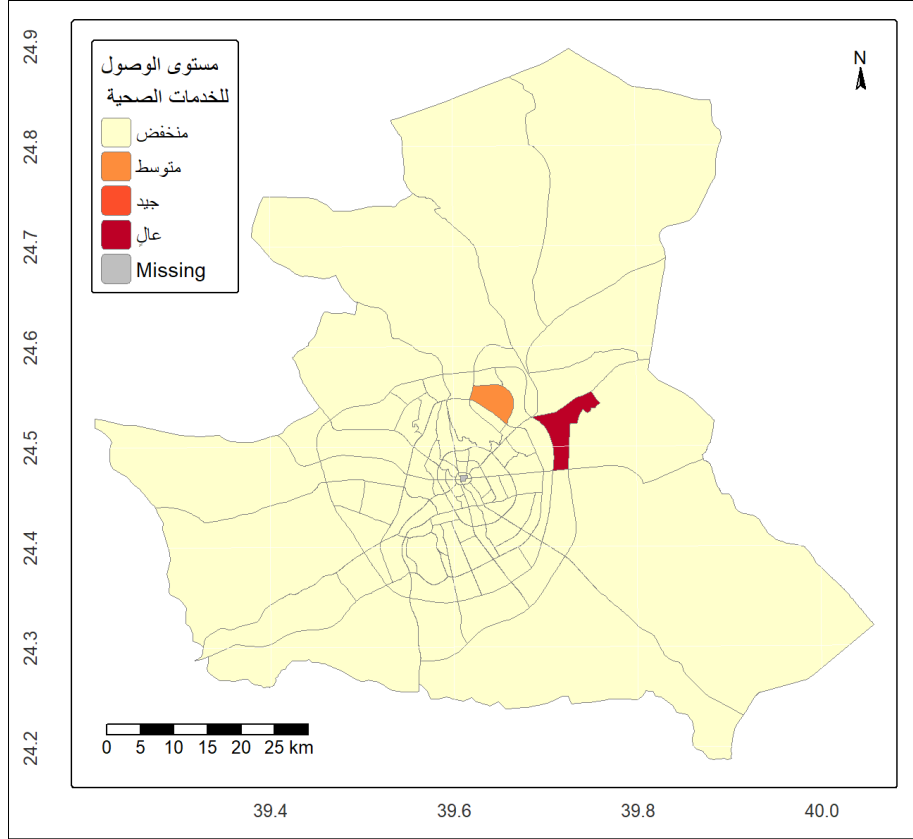 مستوى الوصول
للخدمات الصحية
منخفض
متوسط
جيد
عالٍ
Missing
N
24.9
24.8
24.7
24.6
24.5
24.4
24.3
24.2
0 5 10 15 20 25 km
39.4 39.6 39.8 40.0